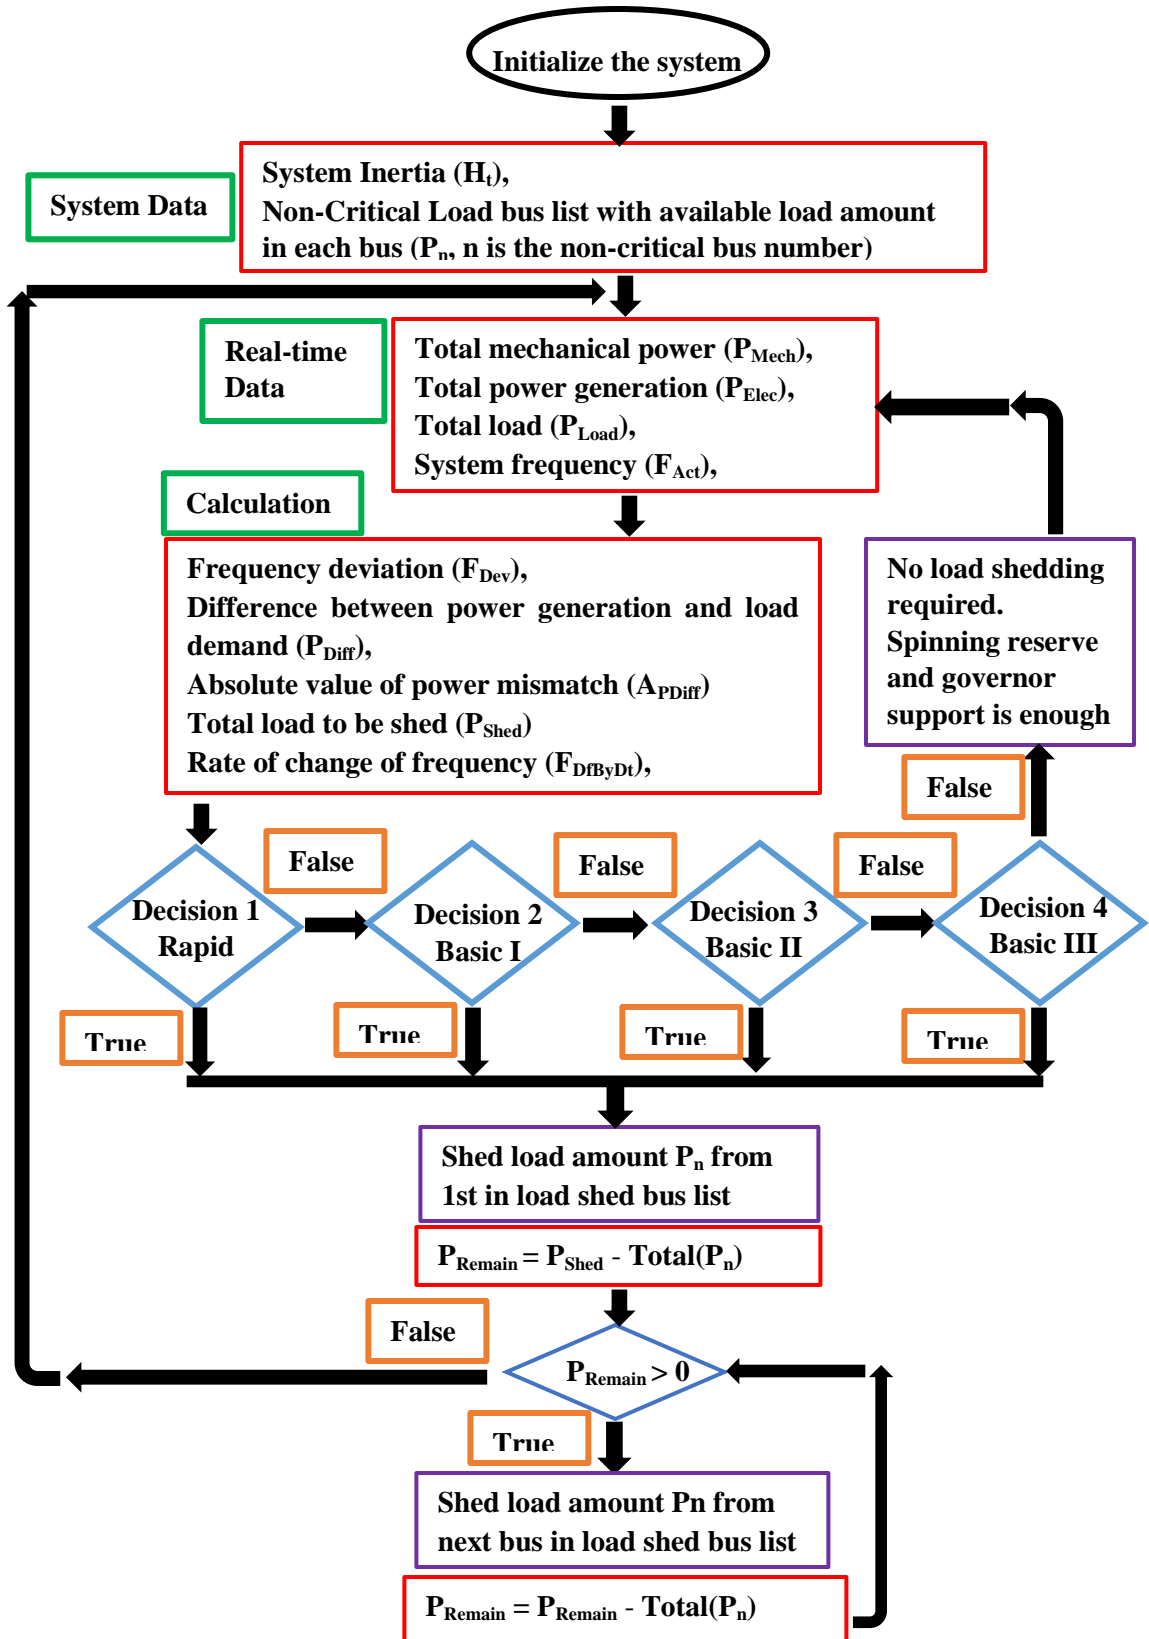 Initialize the system
System Data
System Inertia (Ht),
Non-Critical Load bus list with available load amount
in each bus (Pn, n is the non-critical bus number)
Real-time
Data
Total mechanical power (PMech),
Total power generation (PElec),
Total load (PLoad),
System frequency (FAct),
Calculation
Frequency deviation (FDev),
Difference between power generation and load
demand (PDiff),
Absolute value of power mismatch (APDiff)
Total load to be shed (PShed)
Rate of change of frequency (FDfByDt),
No load shedding
required.
Spinning reserve
and governor
support is enough
False
False
False
False
Decision 1
Rapid
Decision 2
Basic I
Decision 3
Basic II
Decision 4
Basic III
True
True
True
True
Shed load amount Pn from
1st in load shed bus list
PRemain = PShed - Total(Pn)
False
PRemain > 0
True
Shed load amount Pn from
next bus in load shed bus list
PRemain = PRemain - Total(Pn)